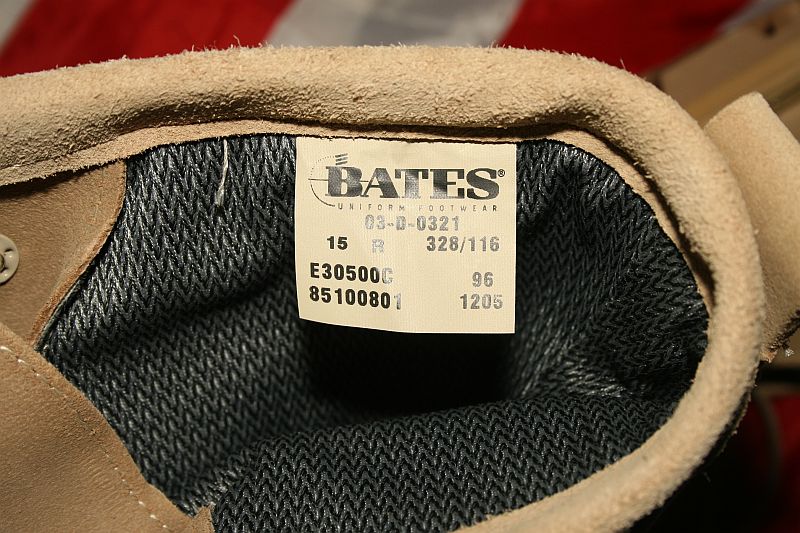 BATES®
UNIFORM FOOTWEAR
03-D-0321
15 R 328/116
E30500C 96
85100801 1205